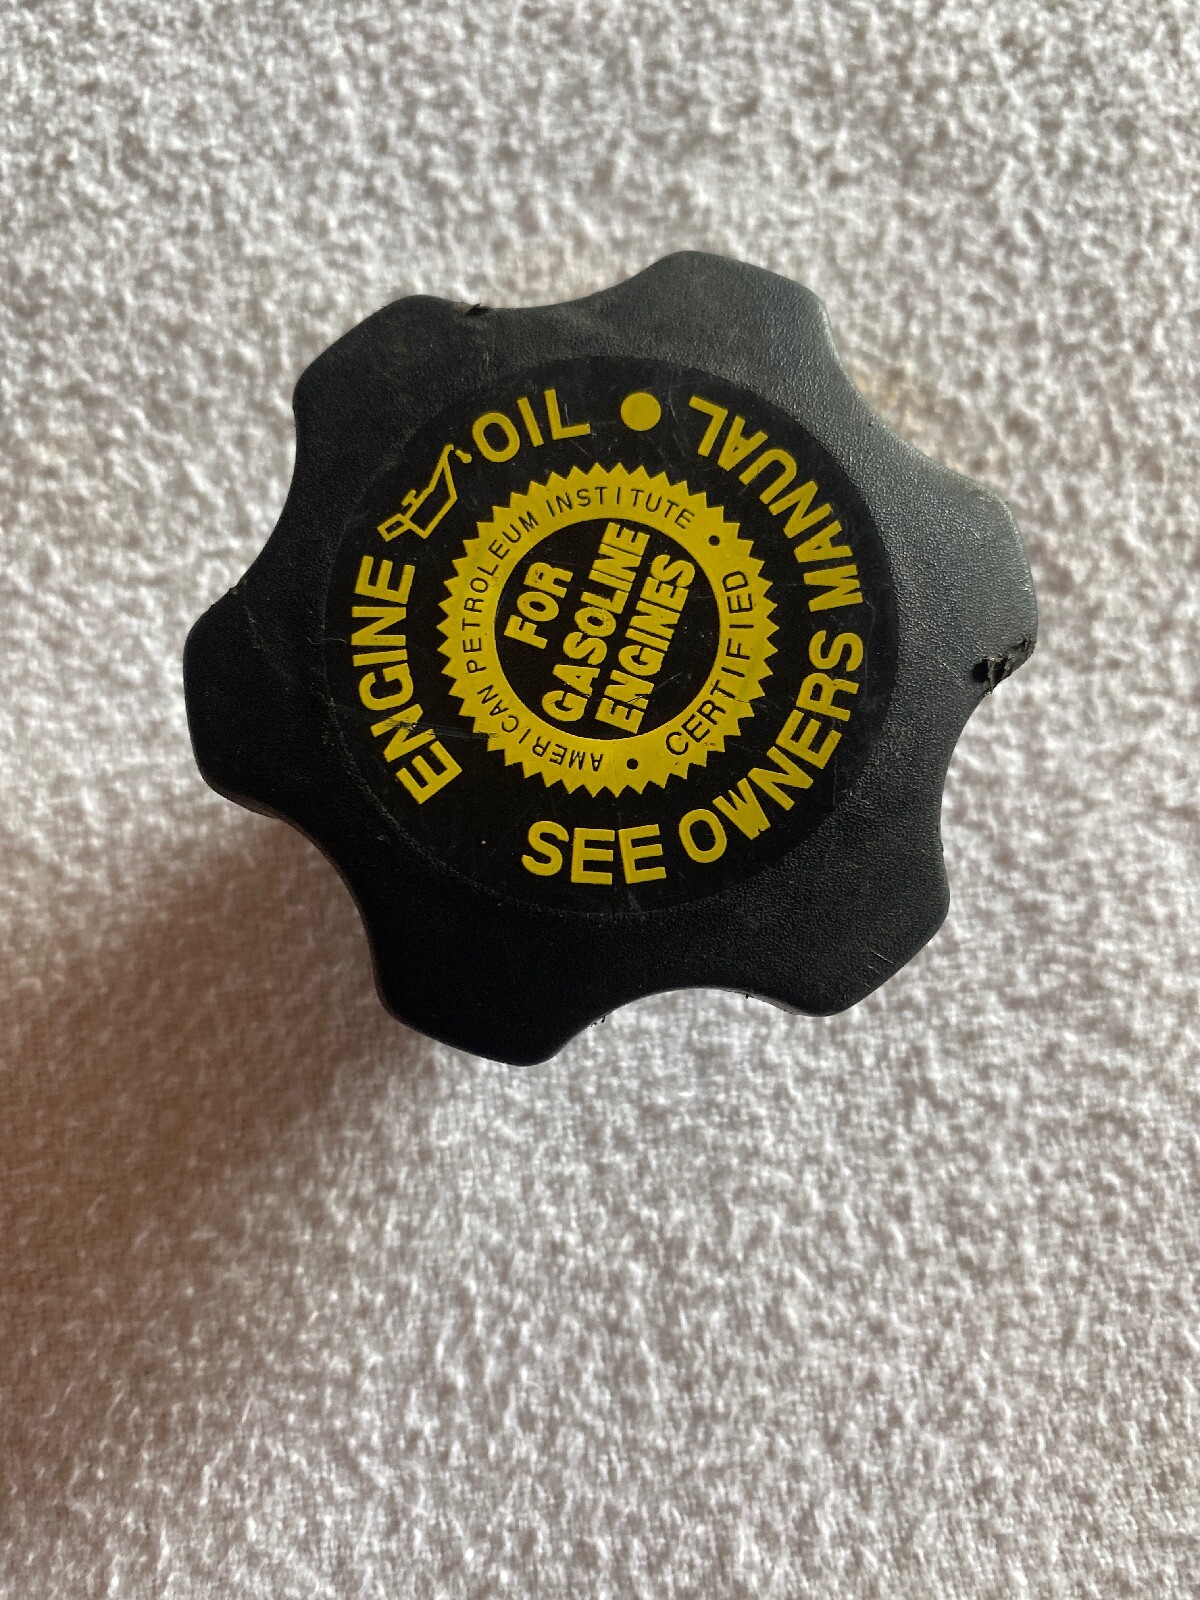 ENGINE OIL • SEE OWNERS MANUAL
AMERICAN PETROLEUM INSTITUTE • CERTIFIED •
FOR
GASOLINE
ENGINES